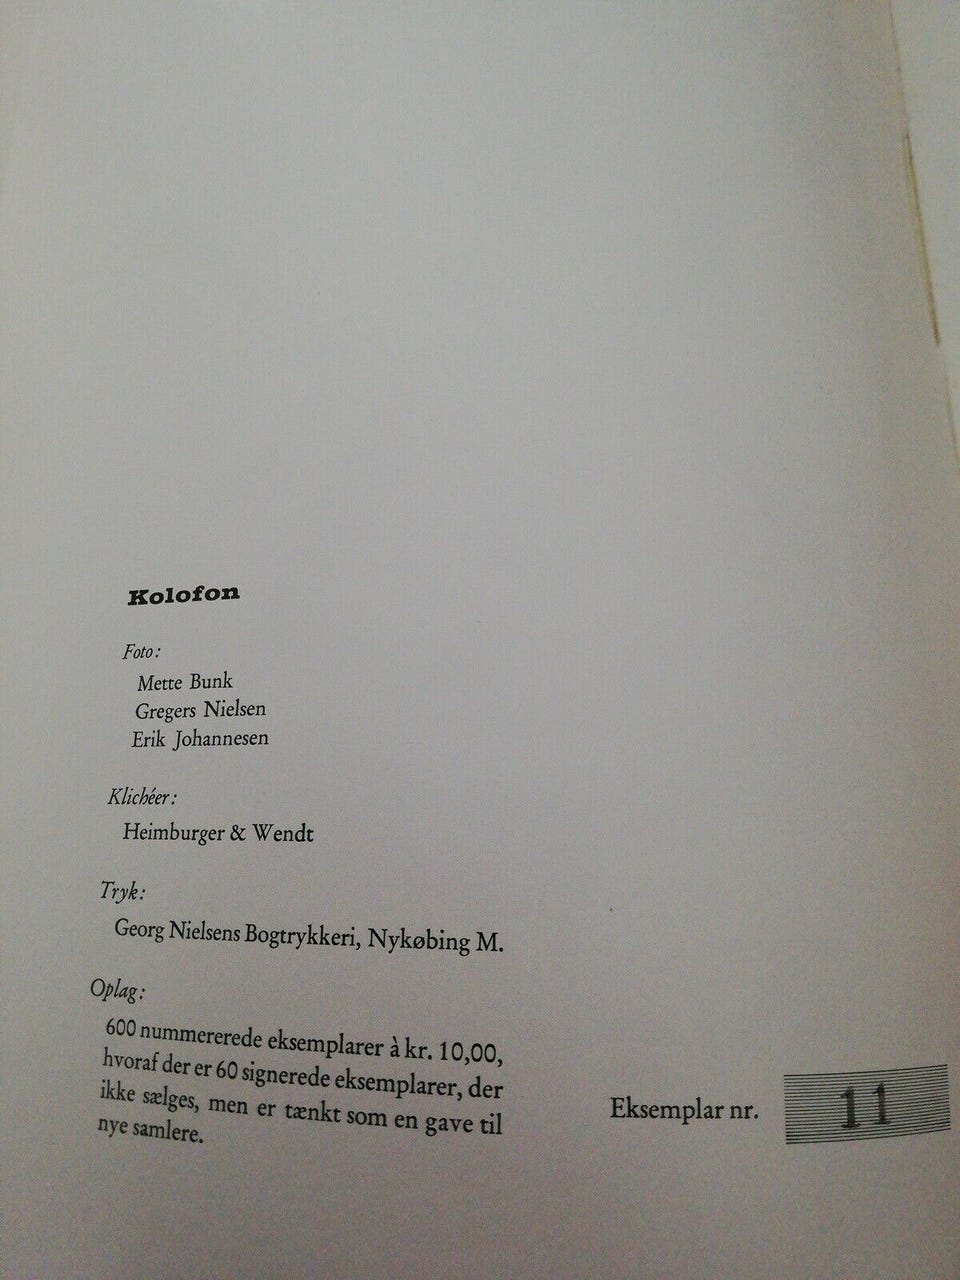 Kolofon
Foto:
Mette Bunk
Gregers Nielsen
Erik Johannesen
Klichéer:
Heimburger & Wendt
Tryk:
Georg Nielsens Bogtrykkeri, Nykøbing M.
Oplag:
600 nummererede eksemplarer à kr. 10,00,
hvoraf der er 60 signerede eksemplarer, der
ikke sælges, men er tænkt som en gave til
nye samlere.
Eksemplar nr. 11